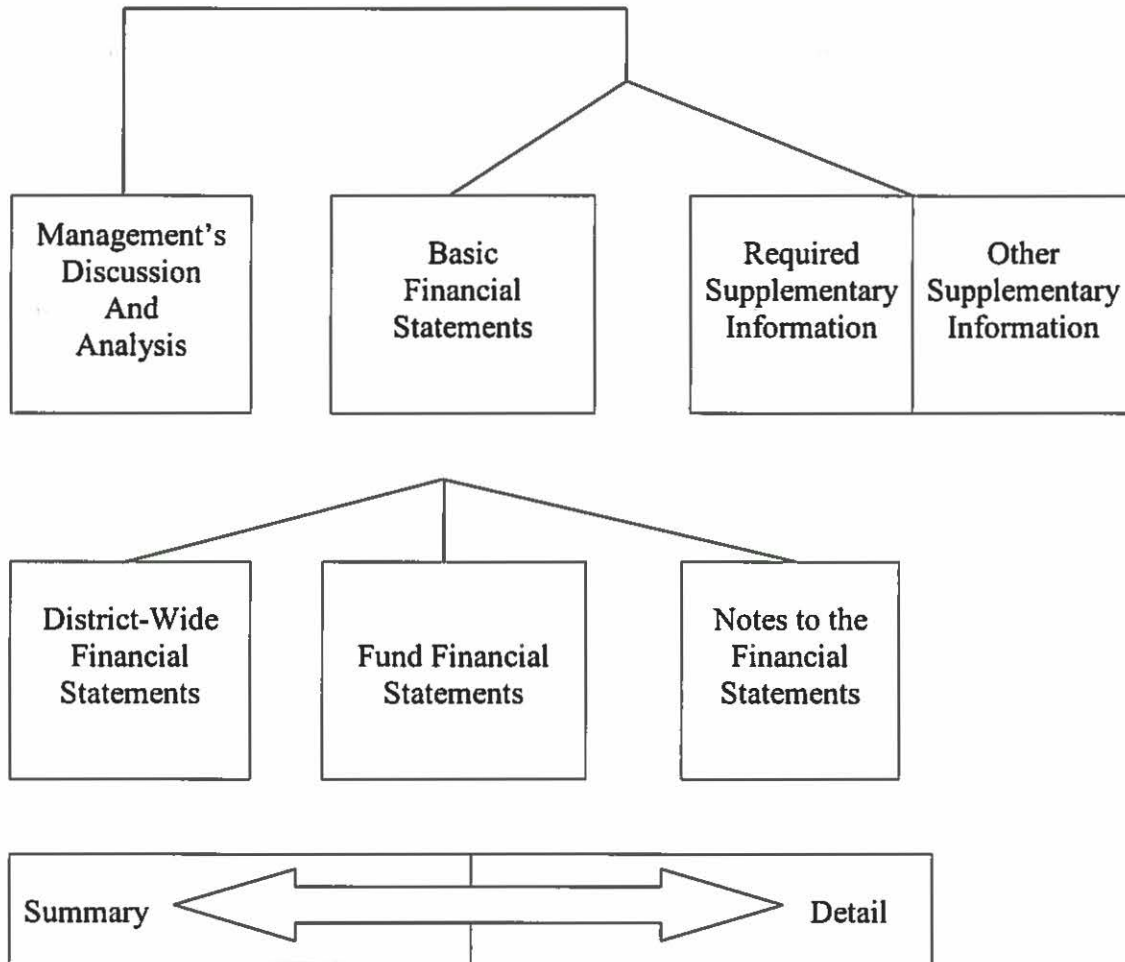 Management's
Discussion
And
Analysis
Basic
Financial
Statements
Required
Supplementary
Information
Other
Supplementary
Information
District-Wide
Financial
Statements
Fund Financial
Statements
Notes to the
Financial
Statements
Summary
Detail